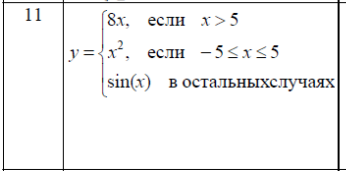 11
8x, если x > 5
y = { x², если −5 ≤ x ≤ 5
sin(x) в остальныхслучаях